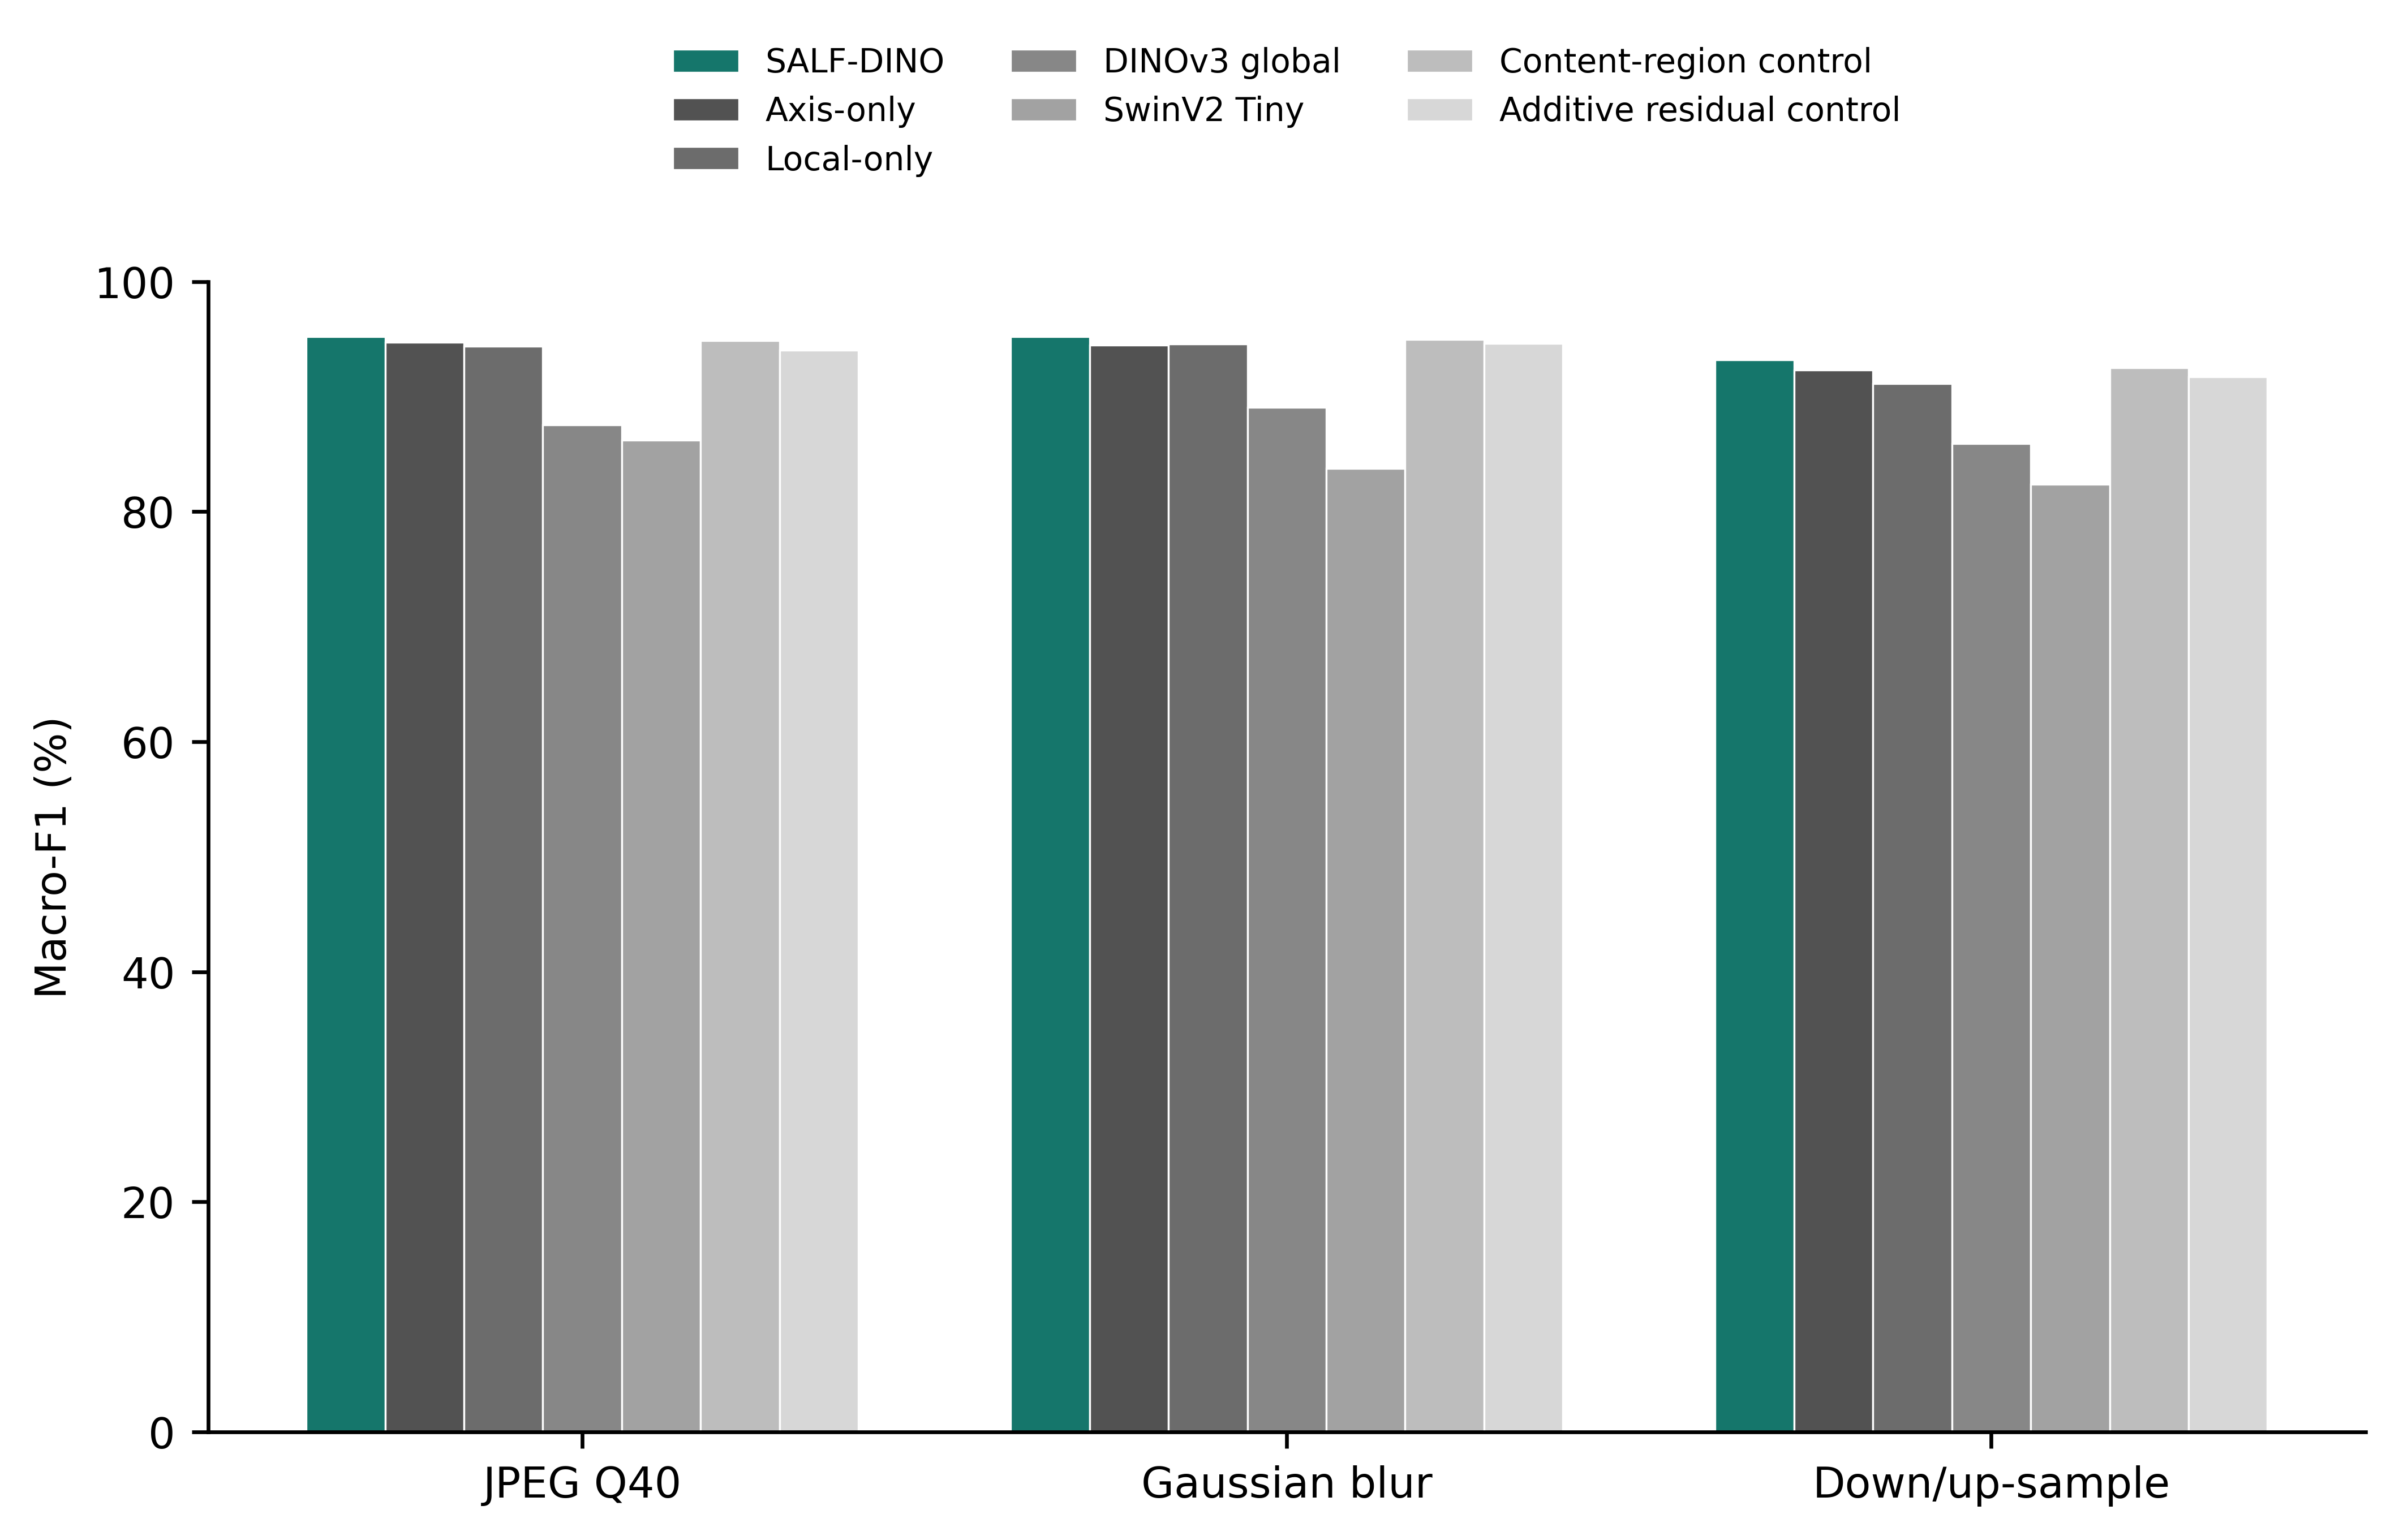 SALF-DINO
Axis-only
Local-only
DINOv3 global
SwinV2 Tiny
Content-region control
Additive residual control
Macro-F1 (%)
100
80
60
40
20
0
JPEG Q40
Gaussian blur
Down/up-sample